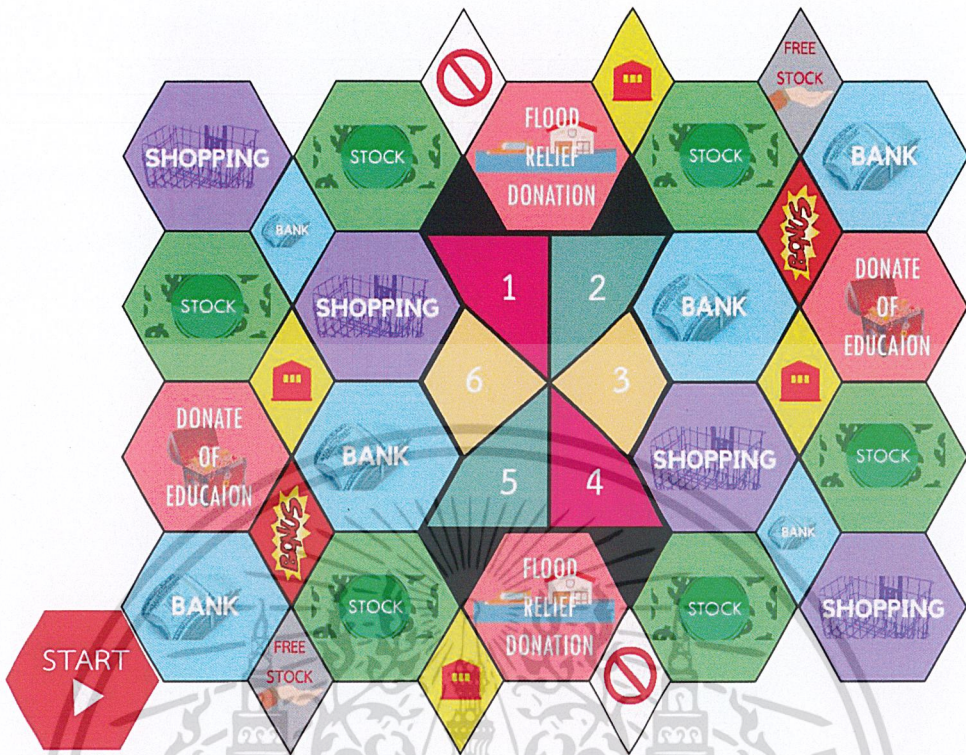 FREE
STOCK
SHOPPING
STOCK
FLOOD
RELIEF
DONATION
STOCK
BANK
BANK
BONUS
STOCK
SHOPPING
1
2
BANK
DONATE
OF
EDUCAION
6
3
DONATE
OF
EDUCAION
BANK
5
4
SHOPPING
STOCK
BONUS
BANK
BANK
STOCK
FLOOD
RELIEF
DONATION
STOCK
SHOPPING
START
FREE
STOCK